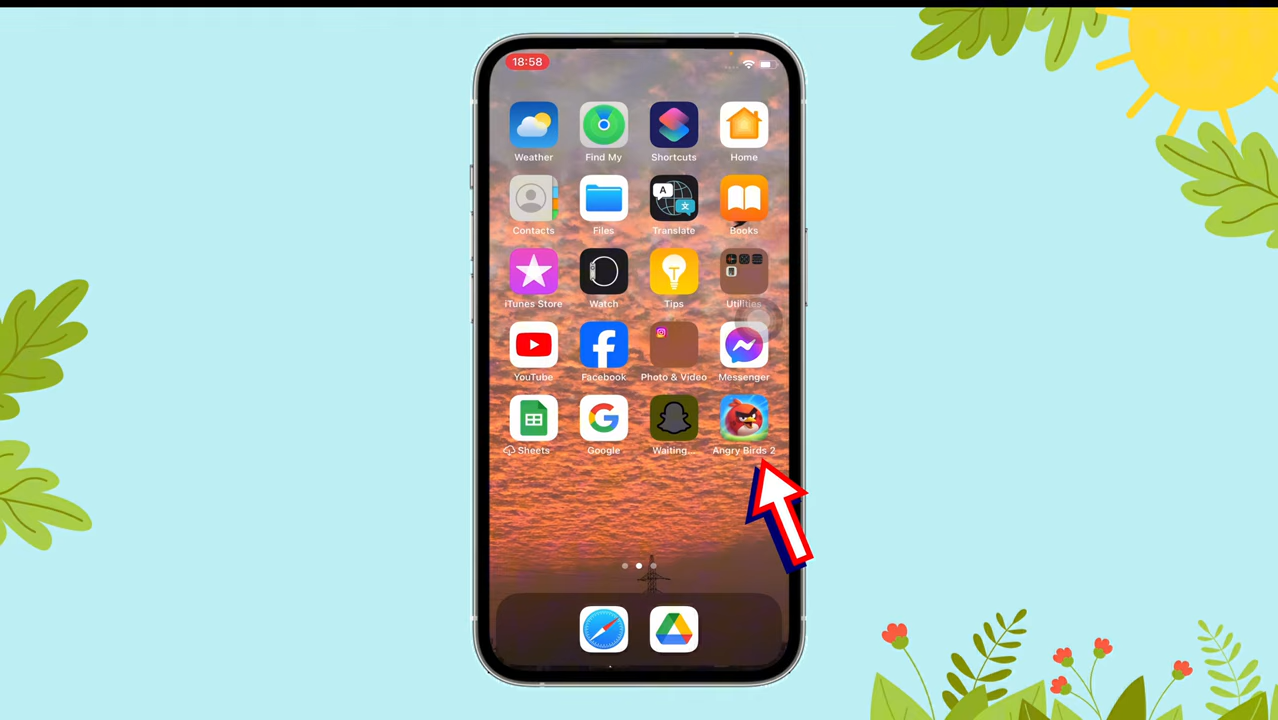 18:58
Weather Find My Shortcuts Home
Contacts Files Translate Books
iTunes Store Watch Tips Utilities
YouTube Facebook Photo & Video Messenger
Sheets Google Waiting... Angry Birds 2